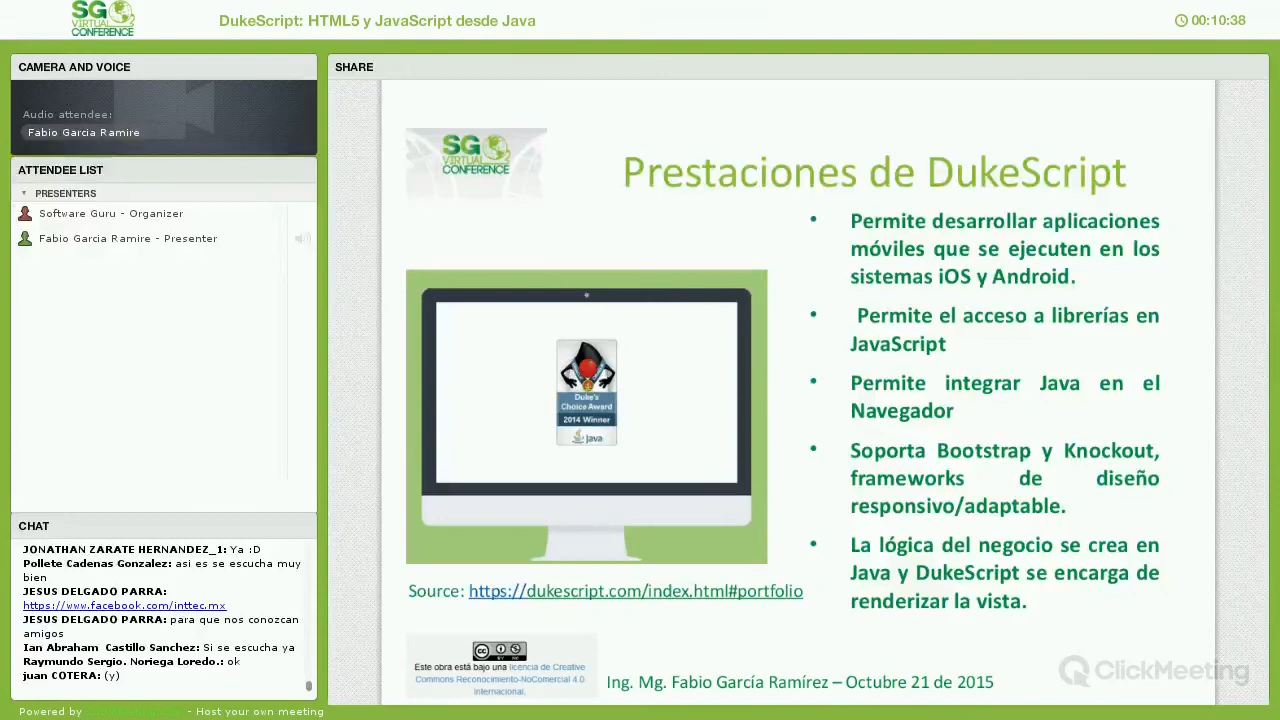 SG
VIRTUAL
CONFERENCE
DukeScript: HTML5 y JavaScript desde Java
00:10:38
CAMERA AND VOICE
Audio attendee:
Fabio Garcia Ramire
ATTENDEE LIST
PRESENTERS
Software Guru - Organizer
Fabio Garcia Ramire - Presenter
CHAT
JONATHAN ZARATE HERNANDEZ_1: Ya :D
Pollete Cadenas Gonzalez: asi es se escucha muy
bien
JESUS DELGADO PARRA:
https://www.facebook.com/inttec.mx
JESUS DELGADO PARRA: para que nos conozcan
amigos
Ian Abraham Castillo Sanchez: Si se escucha ya
Raymundo Sergio. Noriega Loredo.: ok
juan COTERA: (y)
Powered by
- Host your own meeting
SHARE
SG
VIRTUAL
CONFERENCE
Prestaciones de DukeScript
• Permite desarrollar aplicaciones
móviles que se ejecuten en los
sistemas iOS y Android.
• Permite el acceso a librerías en
JavaScript
• Permite integrar Java en el
Navegador
• Soporta Bootstrap y Knockout,
frameworks de diseño
responsivo/adaptable.
• La lógica del negocio se crea en
Java y DukeScript se encarga de
renderizar la vista.
Duke's
Choice Award
2014 Winner
Java
Source: https://dukescript.com/index.html#portfolio
Este obra está bajo una licencia de Creative
Commons Reconocimiento-NoComercial 4.0
Internacional.
Ing. Mg. Fabio García Ramírez – Octubre 21 de 2015
ClickMeeting